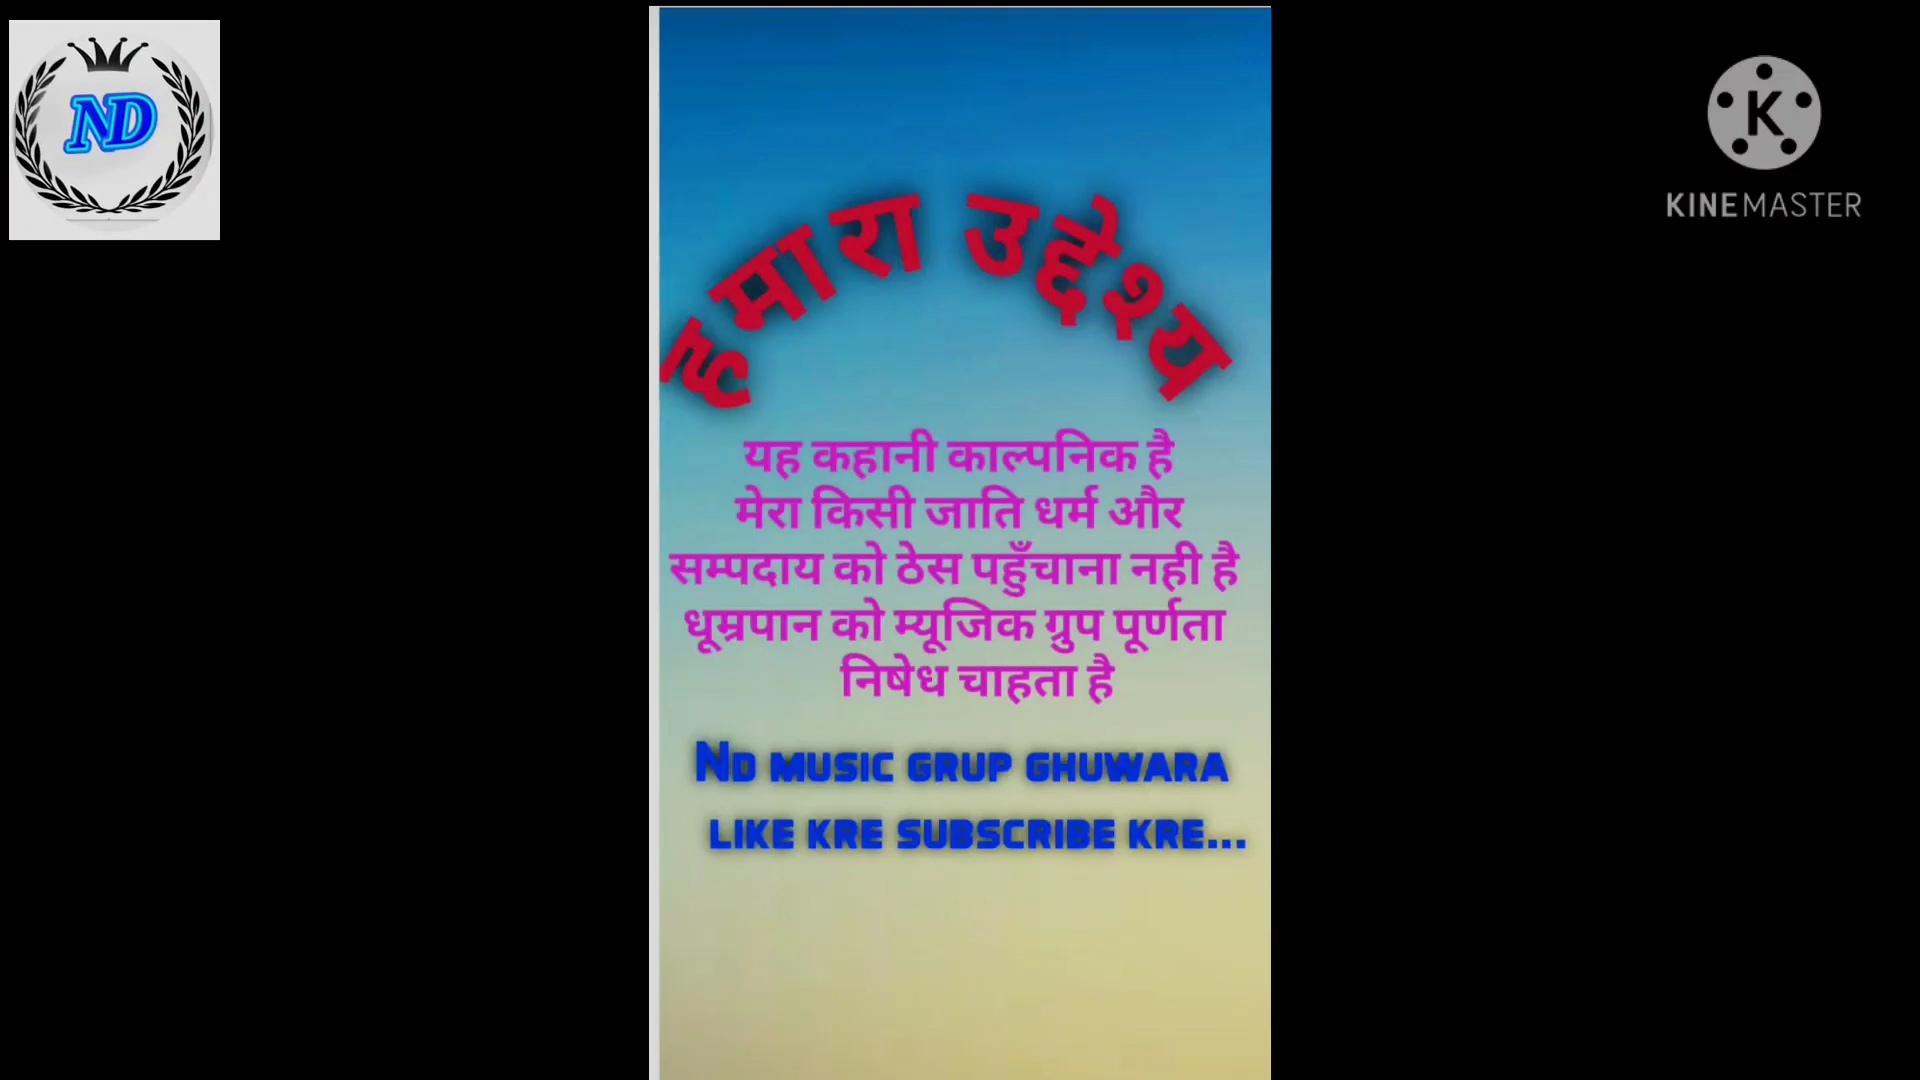 ND
K
KINEMASTER
हमारा उद्देश्य
यह कहानी काल्पनिक है
मेरा किसी जाति धर्म और
सम्पदाय को ठेस पहुँचाना नही है
धूम्रपान को म्यूजिक ग्रुप पूर्णता
निषेध चाहता है
ND MUSIC GRUP GHUWARA
LIKE KRE SUBSCRIBE KRE...